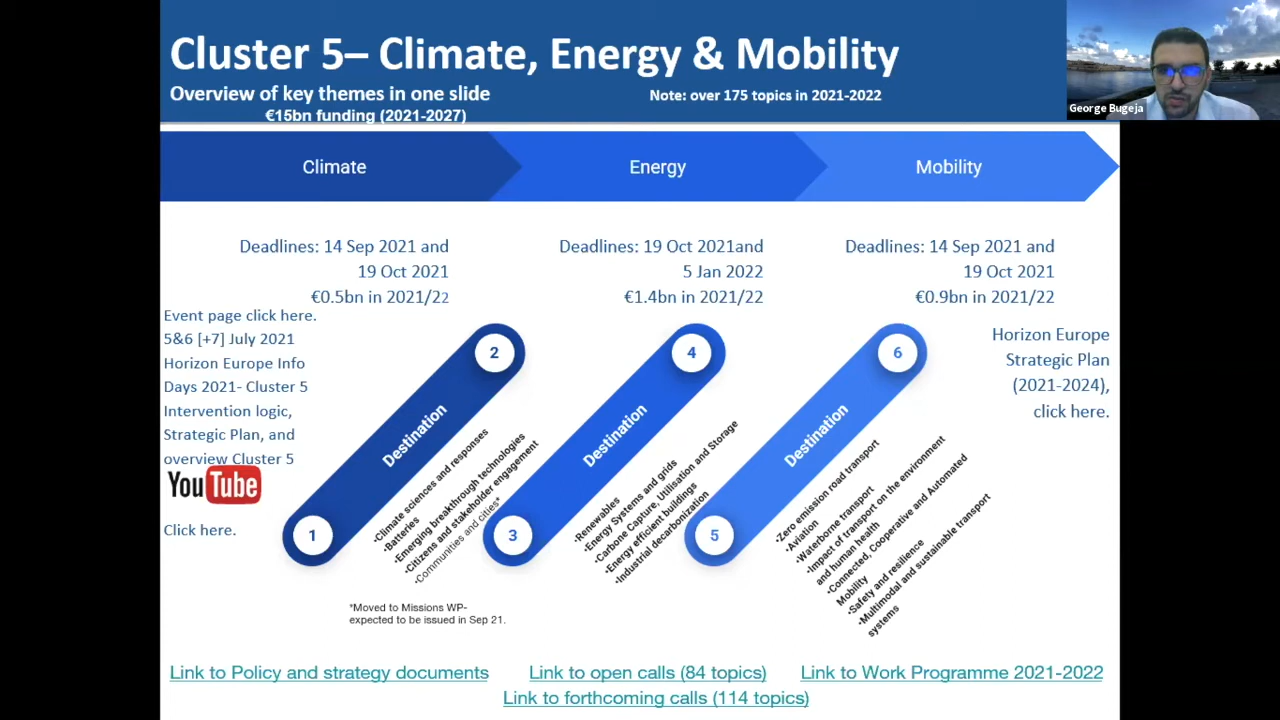 Cluster 5– Climate, Energy & Mobility
Overview of key themes in one slide
Note: over 175 topics in 2021-2022
€15bn funding (2021-2027)
George Bugeja
Climate
Energy
Mobility
Deadlines: 14 Sep 2021 and
19 Oct 2021
€0.5bn in 2021/22
Deadlines: 19 Oct 2021and
5 Jan 2022
€1.4bn in 2021/22
Deadlines: 14 Sep 2021 and
19 Oct 2021
€0.9bn in 2021/22
Event page click here.
5&6 [+7] July 2021
Horizon Europe Info
Days 2021- Cluster 5
Intervention logic,
Strategic Plan, and
overview Cluster 5
YouTube
Click here.
2
Destination
1
•Climate sciences and responses
•Batteries
•Emerging breakthrough technologies
•Citizens and stakeholder engagement
•Communities and cities*
*Moved to Missions WP-
expected to be issued in Sep 21.
4
Destination
3
•Renewables
•Energy Systems and grids
•Carbone Capture, Utilisation and Storage
•Energy efficient buildings
•Industrial decarbonization
6
Destination
5
•Zero emission road transport
•Aviation
•Waterborne transport
•Impact of transport on the environment
and human health
•Connected, Cooperative and Automated
Mobility
•Safety and resilience
•Multimodal and sustainable transport
systems
Horizon Europe
Strategic Plan
(2021-2024),
click here.
Link to Policy and strategy documents
Link to open calls (84 topics)
Link to Work Programme 2021-2022
Link to forthcoming calls (114 topics)